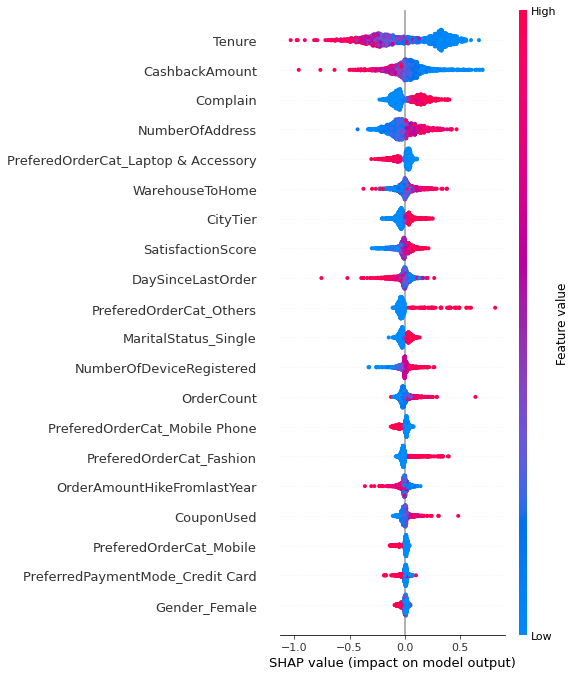 High
Tenure
CashbackAmount
Complain
NumberOfAddress
PreferedOrderCat_Laptop & Accessory
WarehouseToHome
CityTier
SatisfactionScore
DaySinceLastOrder
PreferedOrderCat_Others
MaritalStatus_Single
NumberOfDeviceRegistered
OrderCount
PreferedOrderCat_Mobile Phone
PreferedOrderCat_Fashion
OrderAmountHikeFromlastYear
CouponUsed
PreferedOrderCat_Mobile
PreferredPaymentMode_Credit Card
Gender_Female
Feature value
Low
−1.0 −0.5 0.0 0.5
SHAP value (impact on model output)